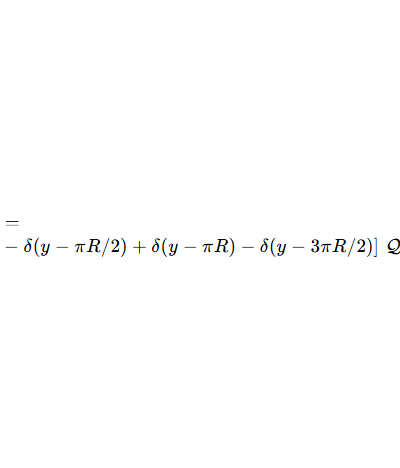 =
− δ(y − πR/2) + δ(y − πR) − δ(y − 3πR/2)] 𝒬